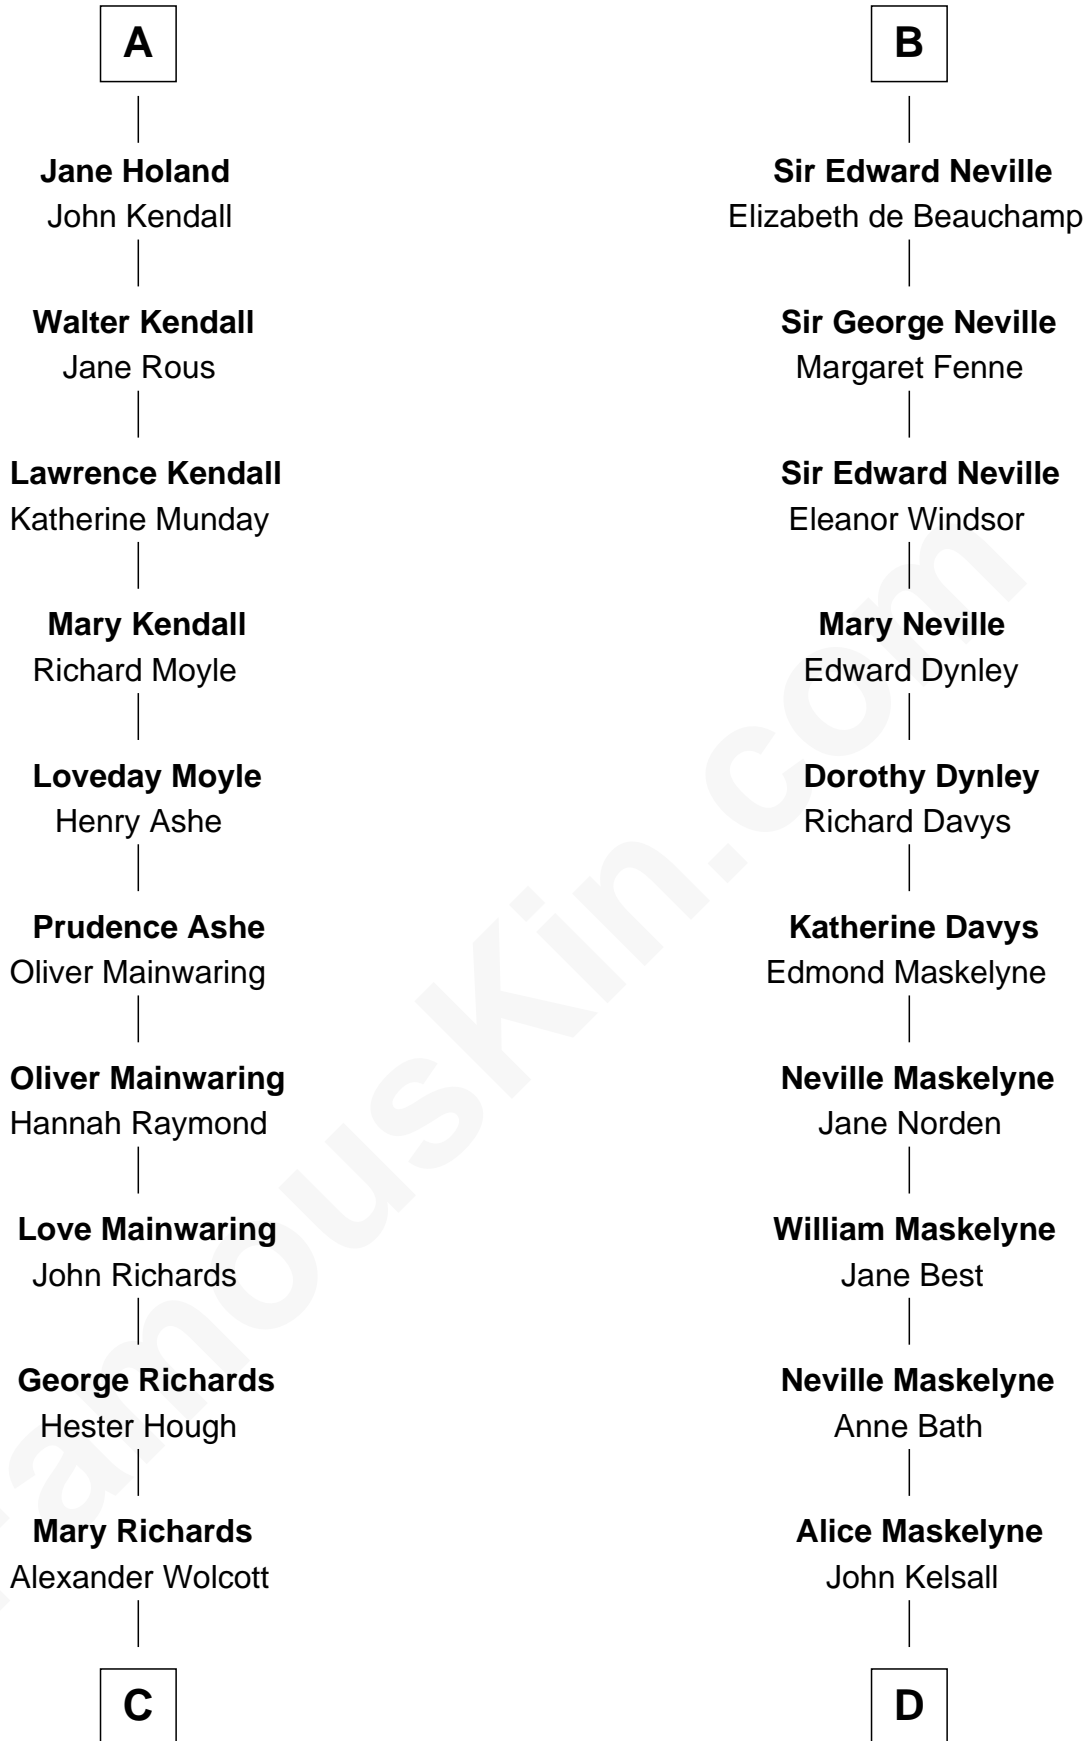 A
Jane Holand
John Kendall
Walter Kendall
Jane Rous
Lawrence Kendall
Katherine Munday
Mary Kendall
Richard Moyle
Loveday Moyle
Henry Ashe
Prudence Ashe
Oliver Mainwaring
Oliver Mainwaring
Hannah Raymond
Love Mainwaring
John Richards
George Richards
Hester Hough
Mary Richards
Alexander Wolcott
C
B
Sir Edward Neville
Elizabeth de Beauchamp
Sir George Neville
Margaret Fenne
Sir Edward Neville
Eleanor Windsor
Mary Neville
Edward Dynley
Dorothy Dynley
Richard Davys
Katherine Davys
Edmond Maskelyne
Neville Maskelyne
Jane Norden
William Maskelyne
Jane Best
Neville Maskelyne
Anne Bath
Alice Maskelyne
John Kelsall
D
FamousKin.com